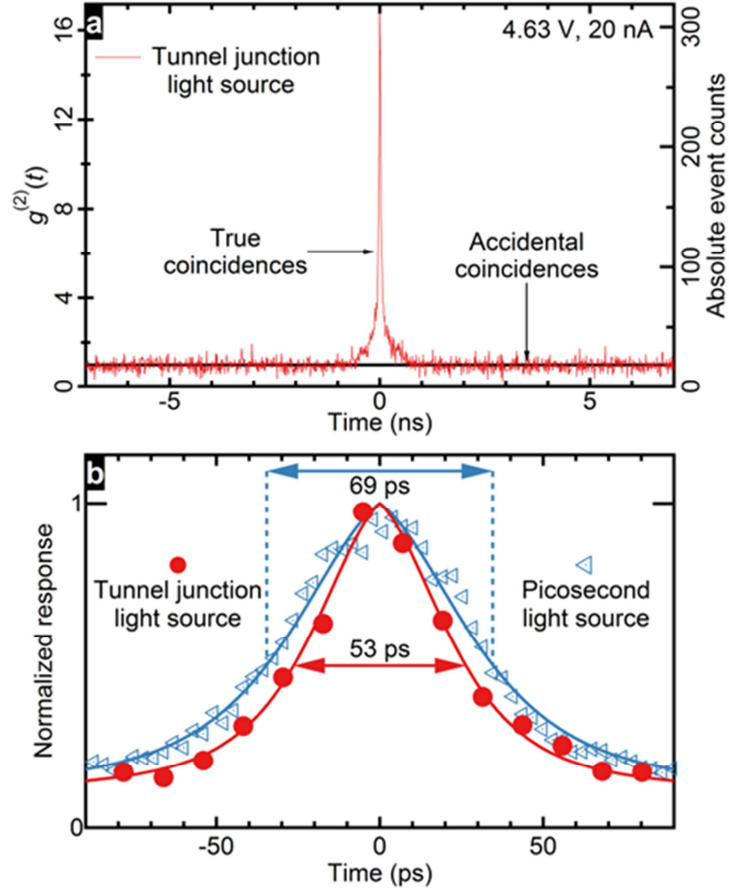 a
4.63 V, 20 nA
Tunnel junction
light source
True
coincidences
Accidental
coincidences
g(2)(t)
16
12
8
4
0
Absolute event counts
300
200
100
0
-5
0
5
Time (ns)
b
69 ps
Tunnel junction
light source
Picosecond
light source
53 ps
Normalized response
1
0
-50
0
50
Time (ps)